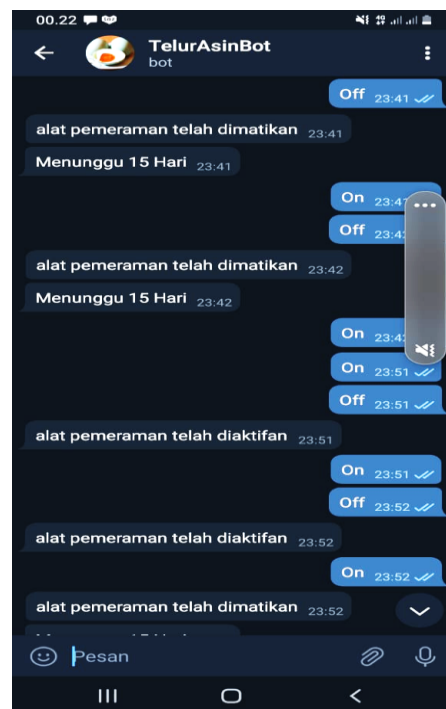 00.22
TelurAsinBot
bot
Off 23:41
alat pemeraman telah dimatikan 23:41
Menunggu 15 Hari 23:41
On
Off
alat pemeraman telah dimatikan 23:42
Menunggu 15 Hari 23:42
On
On 23:51
Off 23:51
alat pemeraman telah diaktifan 23:51
On 23:51
Off 23:52
alat pemeraman telah diaktifan 23:52
On 23:52
alat pemeraman telah dimatikan 23:52
Pesan